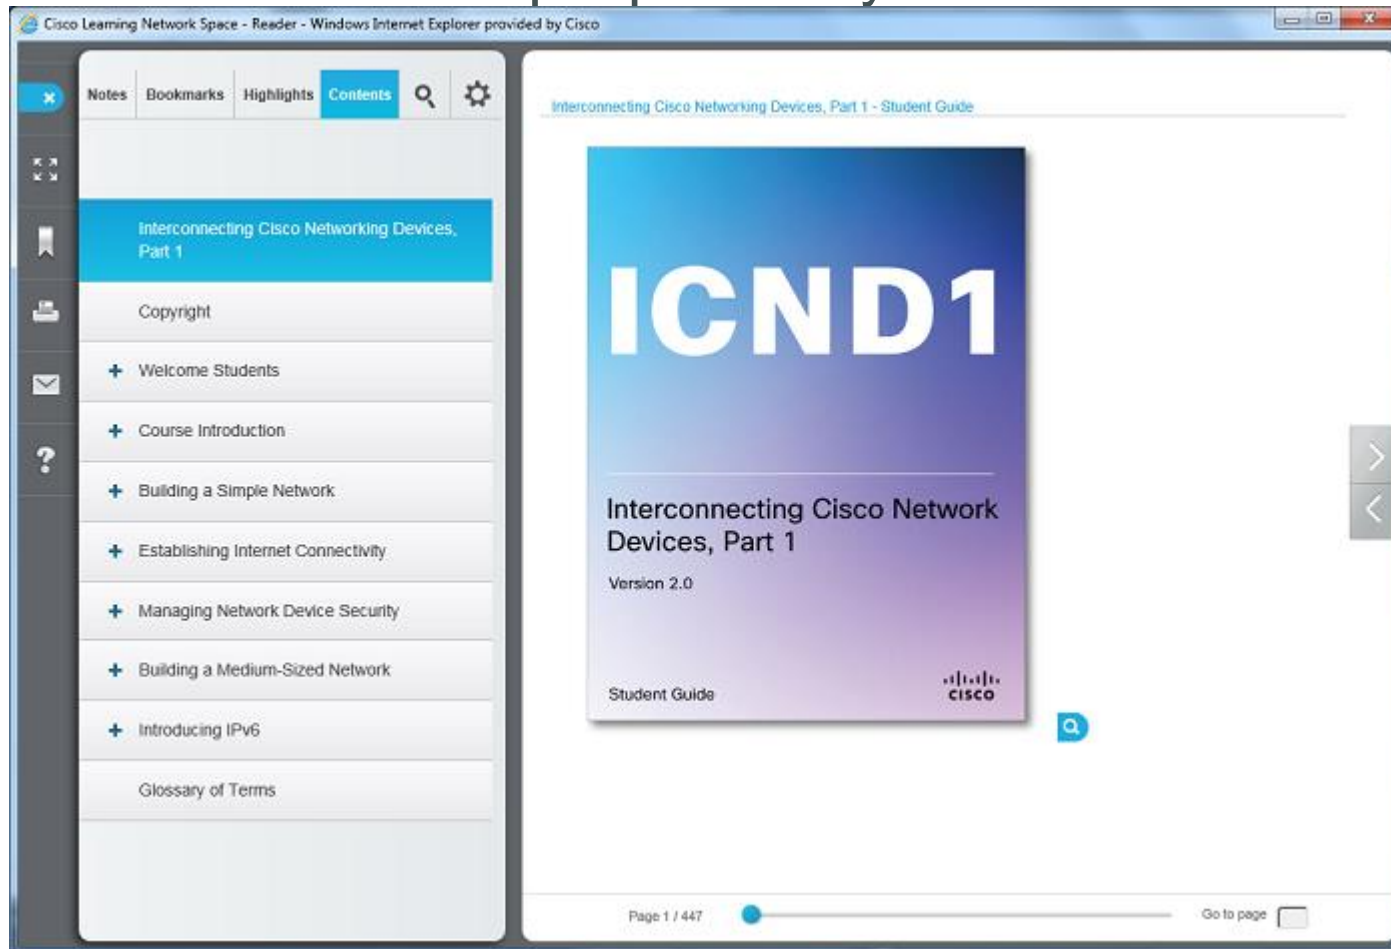 Cisco Learning Network Space - Reader - Windows Internet Explorer provided by Cisco
Notes Bookmarks Highlights Contents
Interconnecting Cisco Networking Devices,
Part 1
Copyright
Welcome Students
Course Introduction
Building a Simple Network
Establishing Internet Connectivity
Managing Network Device Security
Building a Medium-Sized Network
Introducing IPv6
Glossary of Terms
Interconnecting Cisco Networking Devices, Part 1 - Student Guide
ICND1
Interconnecting Cisco Network
Devices, Part 1
Version 2.0
Student Guide
CISCO
Page 1 / 447
Go to page